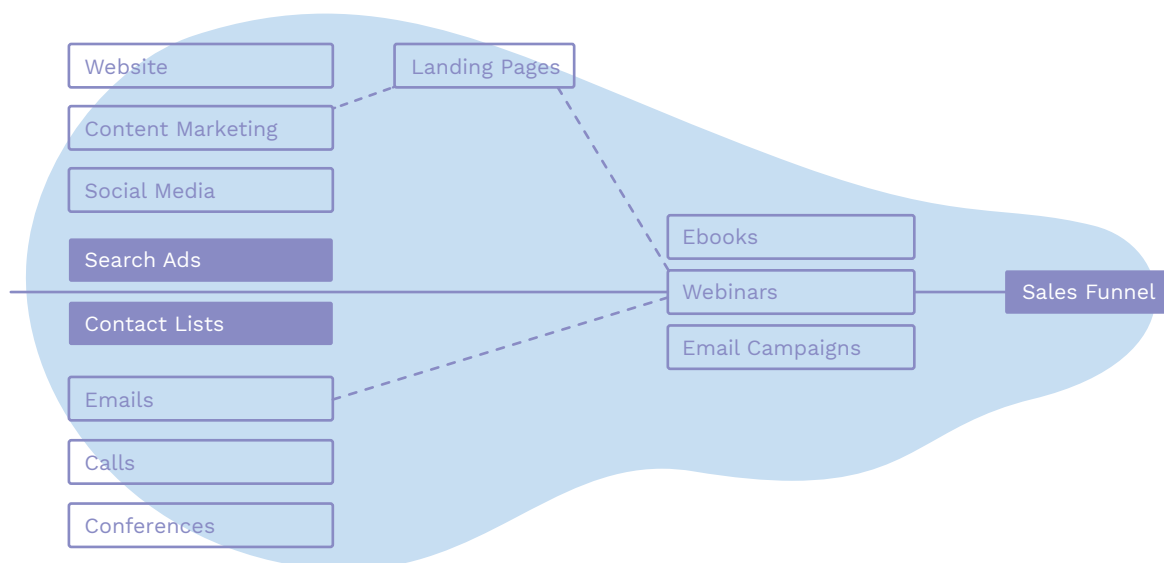 Website
Landing Pages
Content Marketing
Social Media
Search Ads
Contact Lists
Emails
Calls
Conferences
Ebooks
Webinars
Email Campaigns
Sales Funnel